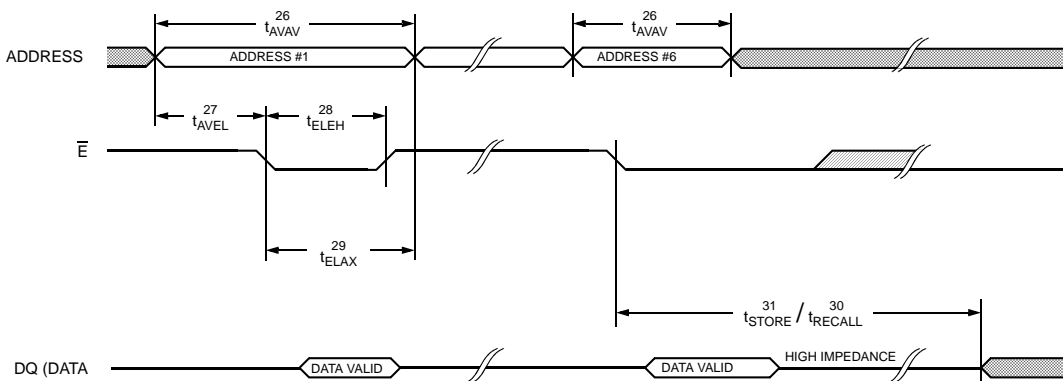 26
tAVAV
26
tAVAV
ADDRESS
ADDRESS #1
ADDRESS #6
27
tAVEL
28
tELEH
E
29
tELAX
31 30
tSTORE / tRECALL
DQ (DATA
DATA VALID
DATA VALID
HIGH IMPEDANCE